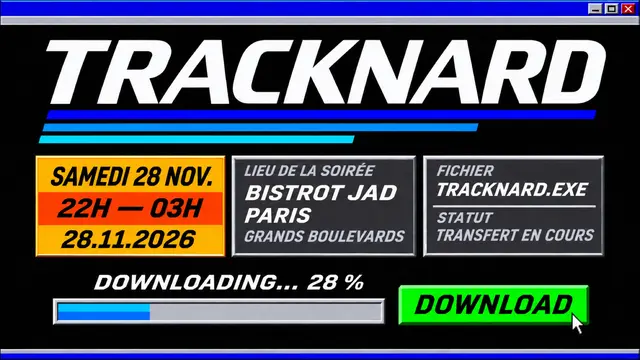 TRACKNARD
SAMEDI 28 NOV.
22H — 03H
28.11.2026
LIEU DE LA SOIRÉE
BISTROT JAD
PARIS
GRANDS BOULEVARDS
FICHIER
TRACKNARD.EXE
STATUT
TRANSFERT EN COURS
DOWNLOADING... 28 %
DOWNLOAD